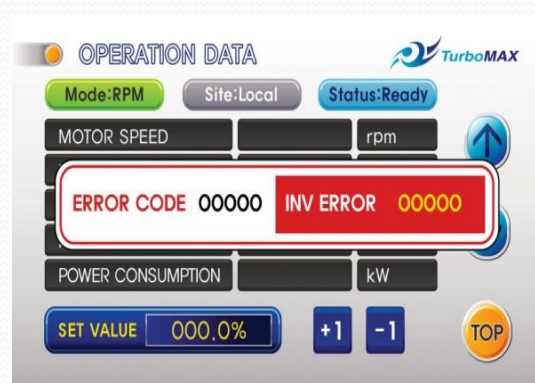 OPERATION DATA
TurboMAX
Mode:RPM Site:Local Status:Ready
MOTOR SPEED rpm
ERROR CODE 00000 INV ERROR 00000
POWER CONSUMPTION kW
SET VALUE 000.0% +1 -1 TOP